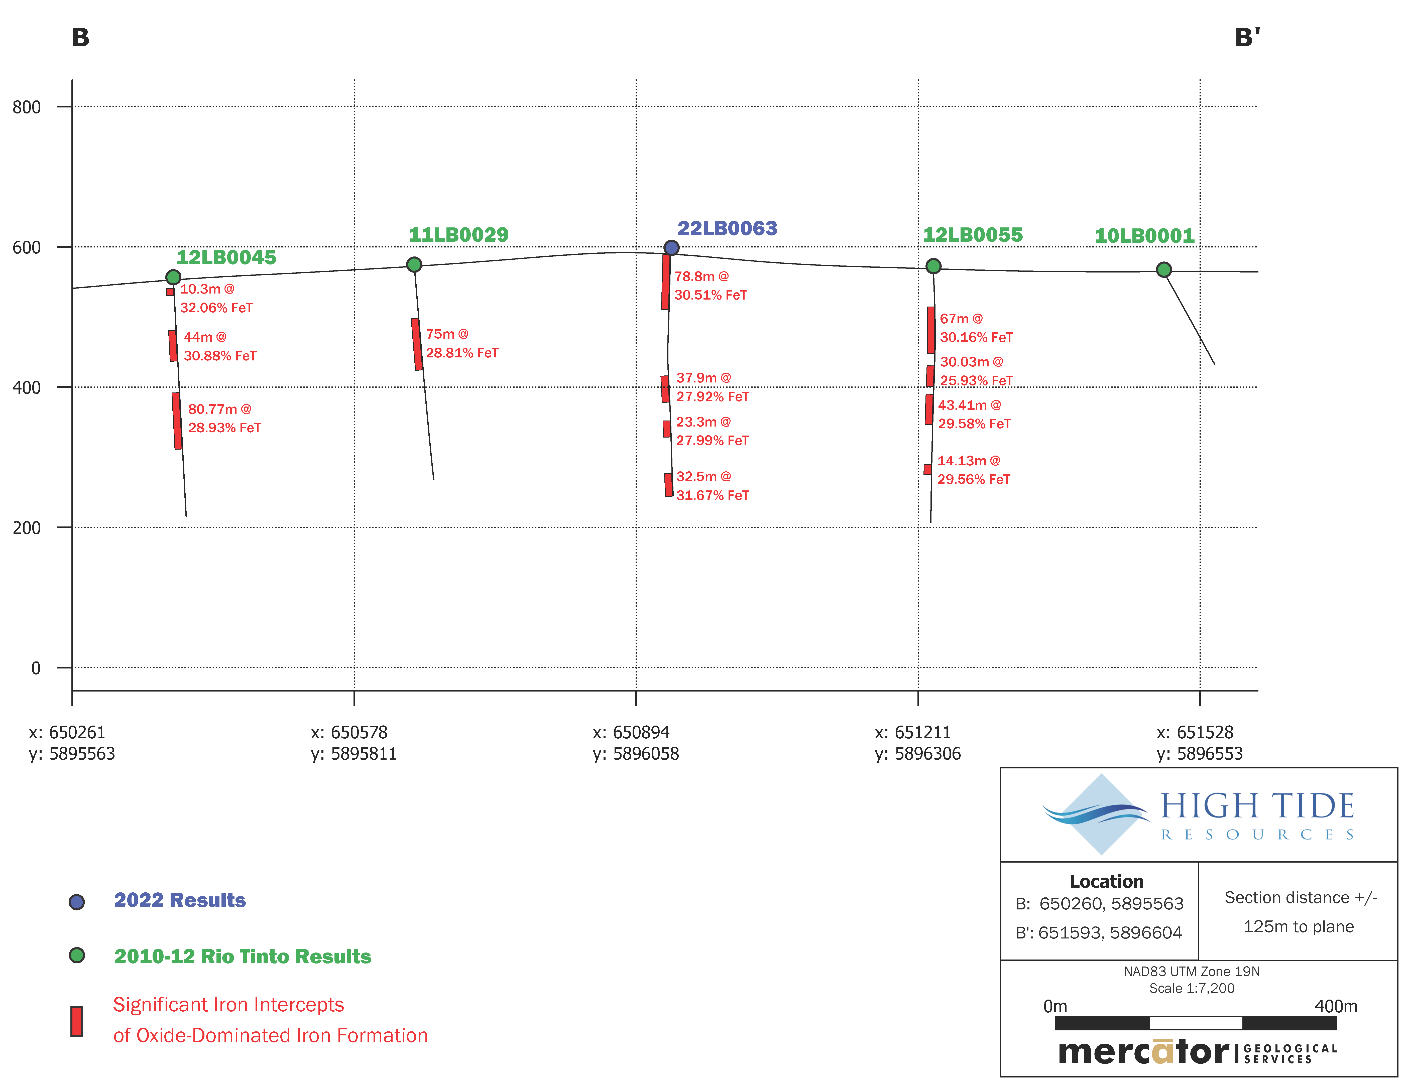 B
B'
800
600
400
200
0
12LB0045
10.3m @
32.06% FeT
44m @
30.88% FeT
80.77m @
28.93% FeT
11LB0029
75m @
28.81% FeT
22LB0063
78.8m @
30.51% FeT
37.9m @
27.92% FeT
23.3m @
27.99% FeT
32.5m @
31.67% FeT
12LB0055
67m @
30.16% FeT
30.03m @
25.93% FeT
43.41m @
29.58% FeT
14.13m @
29.56% FeT
10LB0001
x: 650261
y: 5895563
x: 650578
y: 5895811
x: 650894
y: 5896058
x: 651211
y: 5896306
x: 651528
y: 5896553
2022 Results
2010-12 Rio Tinto Results
Significant Iron Intercepts
of Oxide-Dominated Iron Formation
HIGH TIDE
RESOURCES
Location
B: 650260, 5895563
B': 651593, 5896604
Section distance +/-
125m to plane
NAD83 UTM Zone 19N
Scale 1:7,200
0m 400m
mercātor
GEOLOGICAL
SERVICES